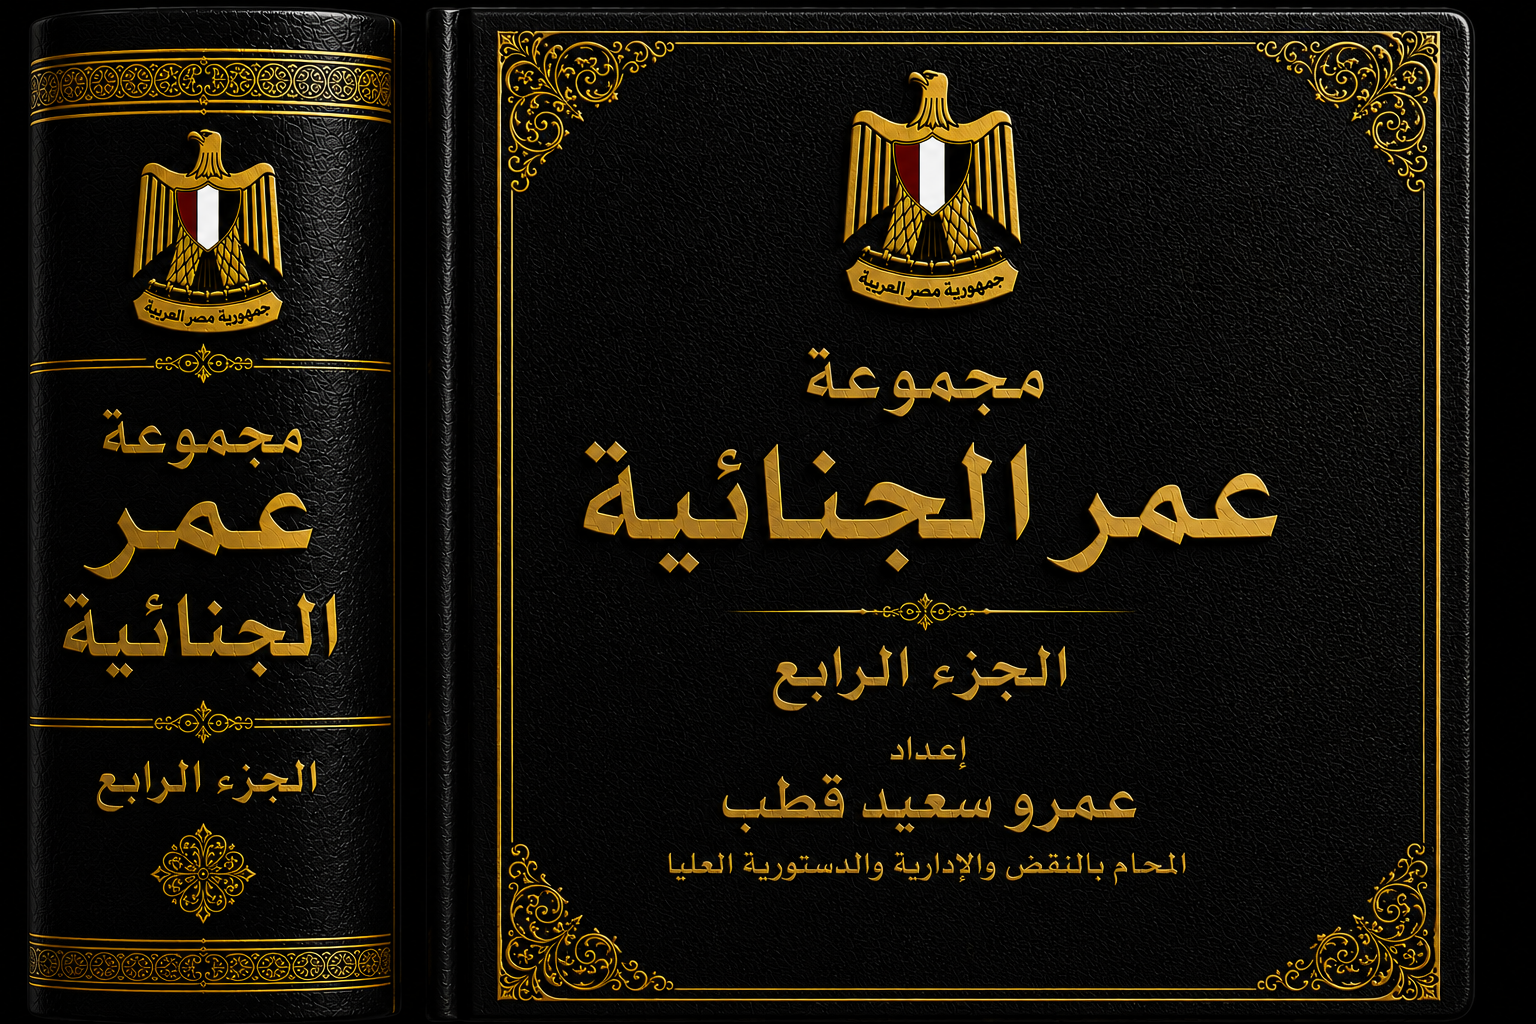 جمهورية مصر العربية
مجموعة
عمر
الجنائية
الجزء الرابع
جمهورية مصر العربية
مجموعة
عمر الجنائية
الجزء الرابع
إعداد
عمرو سعيد قطب
المحام بالنقض والإدارية والدستورية العليا